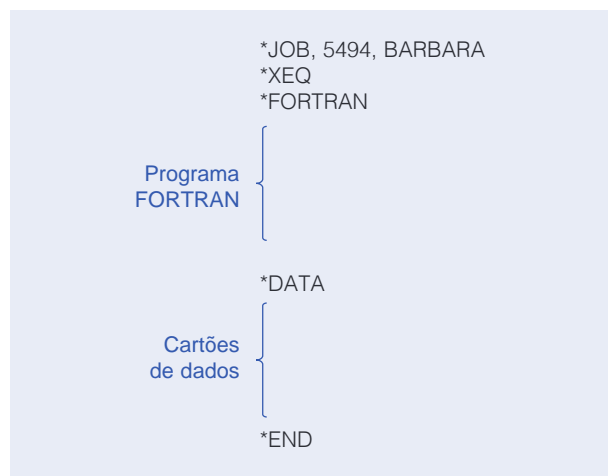 *JOB, 5494, BARBARA
*XEQ
*FORTRAN
Programa
FORTRAN
*DATA
Cartões
de dados
*END